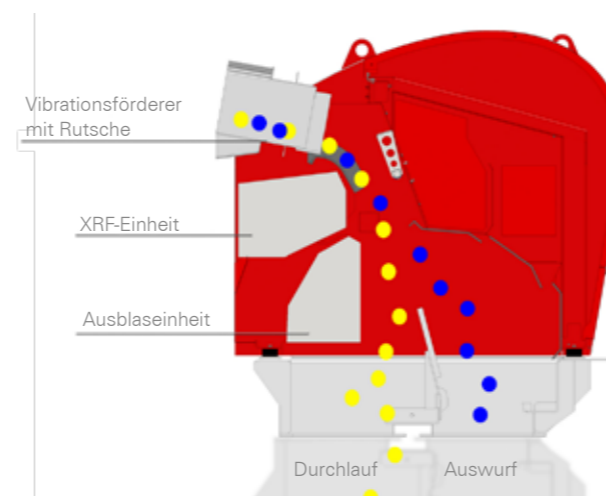 Vibrationsförderer
mit Rutsche
XRF-Einheit
Ausblaseinheit
Durchlauf
Auswurf